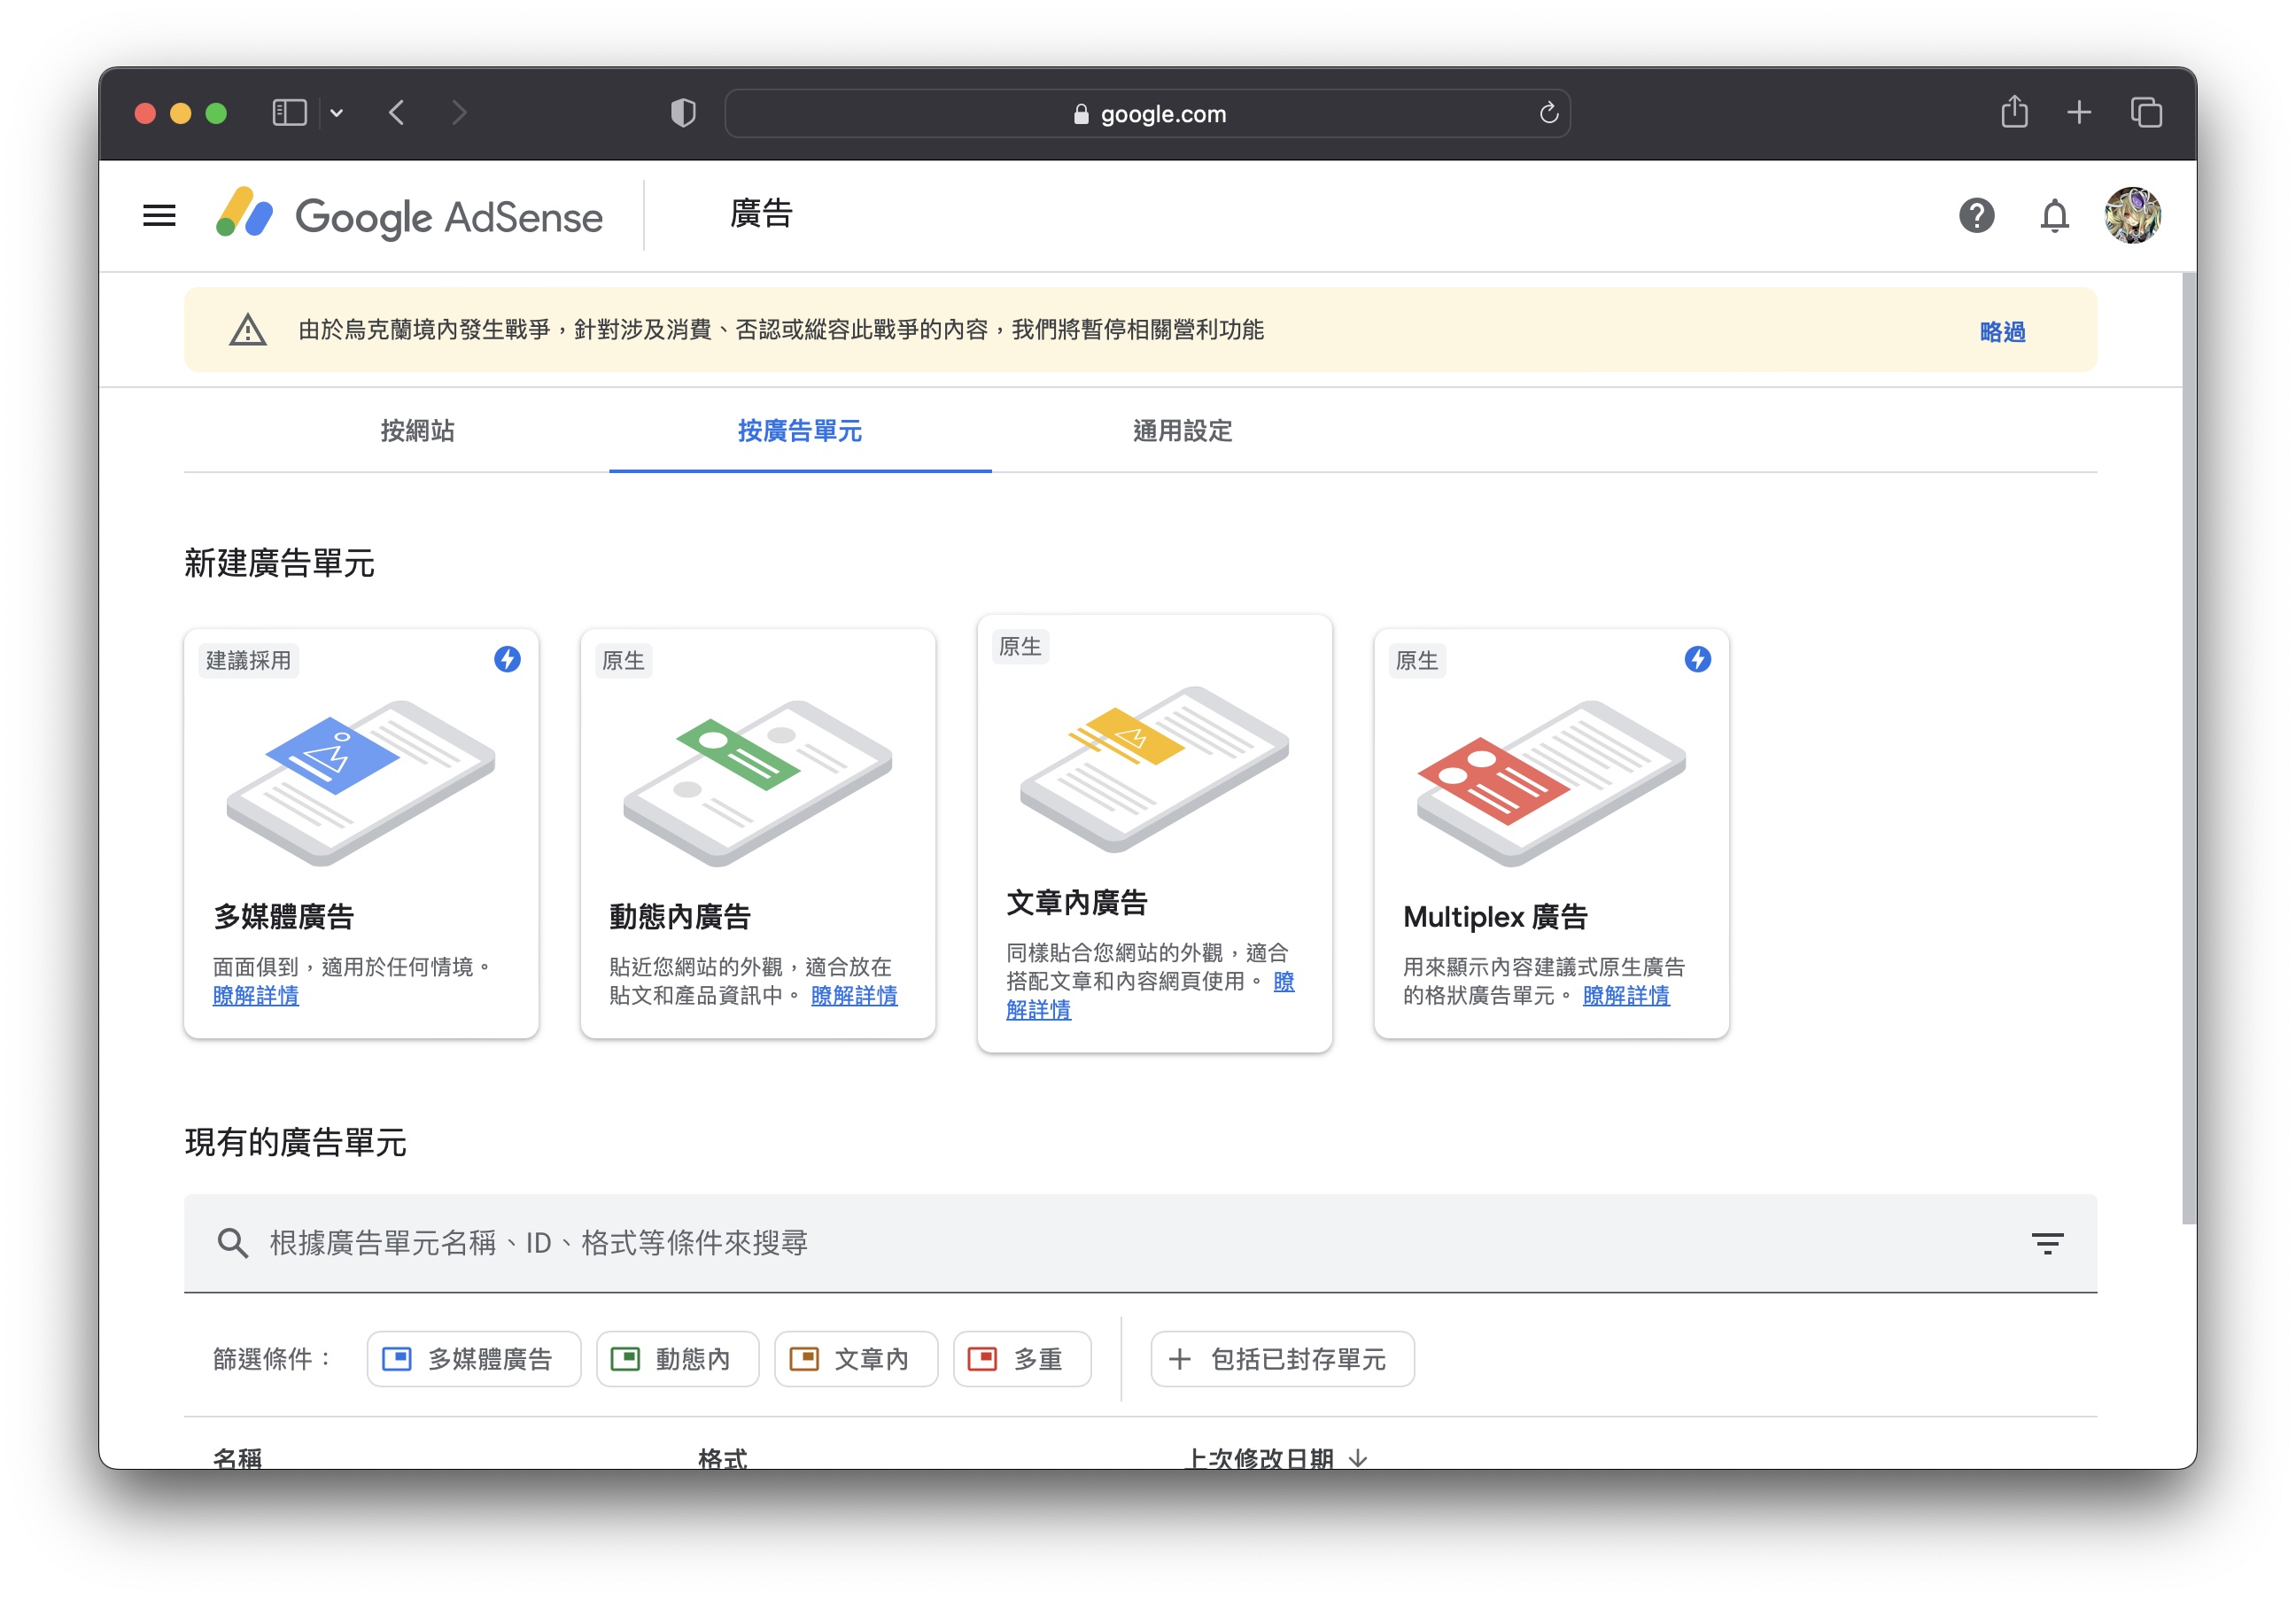 google.com
Google AdSense
廣告
由於烏克蘭境內發生戰爭，針對涉及消費、否認或縱容此戰爭的內容，我們將暫停相關營利功能
略過
按網站
按廣告單元
通用設定
新建廣告單元
建議採用
多媒體廣告
面面俱到，適用於任何情境。
瞭解詳情
原生
動態內廣告
貼近您網站的外觀，適合放在
貼文和產品資訊中。 瞭解詳情
原生
文章內廣告
同樣貼合您網站的外觀，適合
搭配文章和內容網頁使用。 瞭
解詳情
原生
Multiplex 廣告
用來顯示內容建議式原生廣告
的格狀廣告單元。 瞭解詳情
現有的廣告單元
根據廣告單元名稱、ID、格式等條件來搜尋
篩選條件：
多媒體廣告
動態內
文章內
多重
包括已封存單元
名稱
格式
上次修改日期